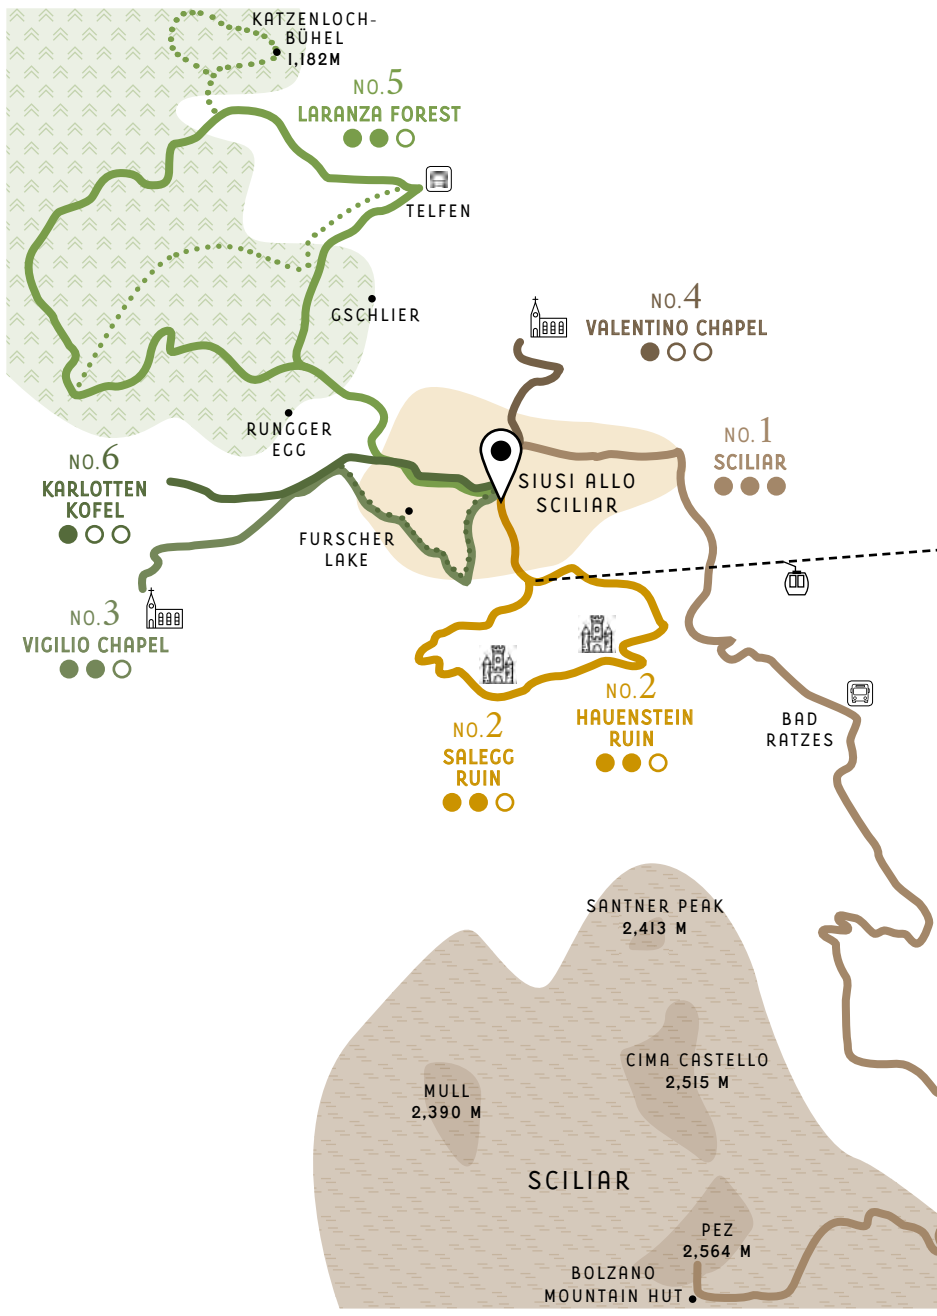 KATZENLOCH-
BÜHEL
1,182M
NO.5
LARANZA FOREST
TELFEN
GSCHLIER
NO.4
VALENTINO CHAPEL
RUNGGER
EGG
NO.1
SCILIAR
NO.6
KARLOTTEN
KOFEL
SIUSI ALLO
SCILIAR
FURSCHER
LAKE
NO.3
VIGILIO CHAPEL
NO.2
HAUENSTEIN
RUIN
NO.2
SALEGG
RUIN
BAD
RATZES
SANTNER PEAK
2,413 M
CIMA CASTELLO
2,515 M
MULL
2,390 M
SCILIAR
PEZ
2,564 M
BOLZANO
MOUNTAIN HUT